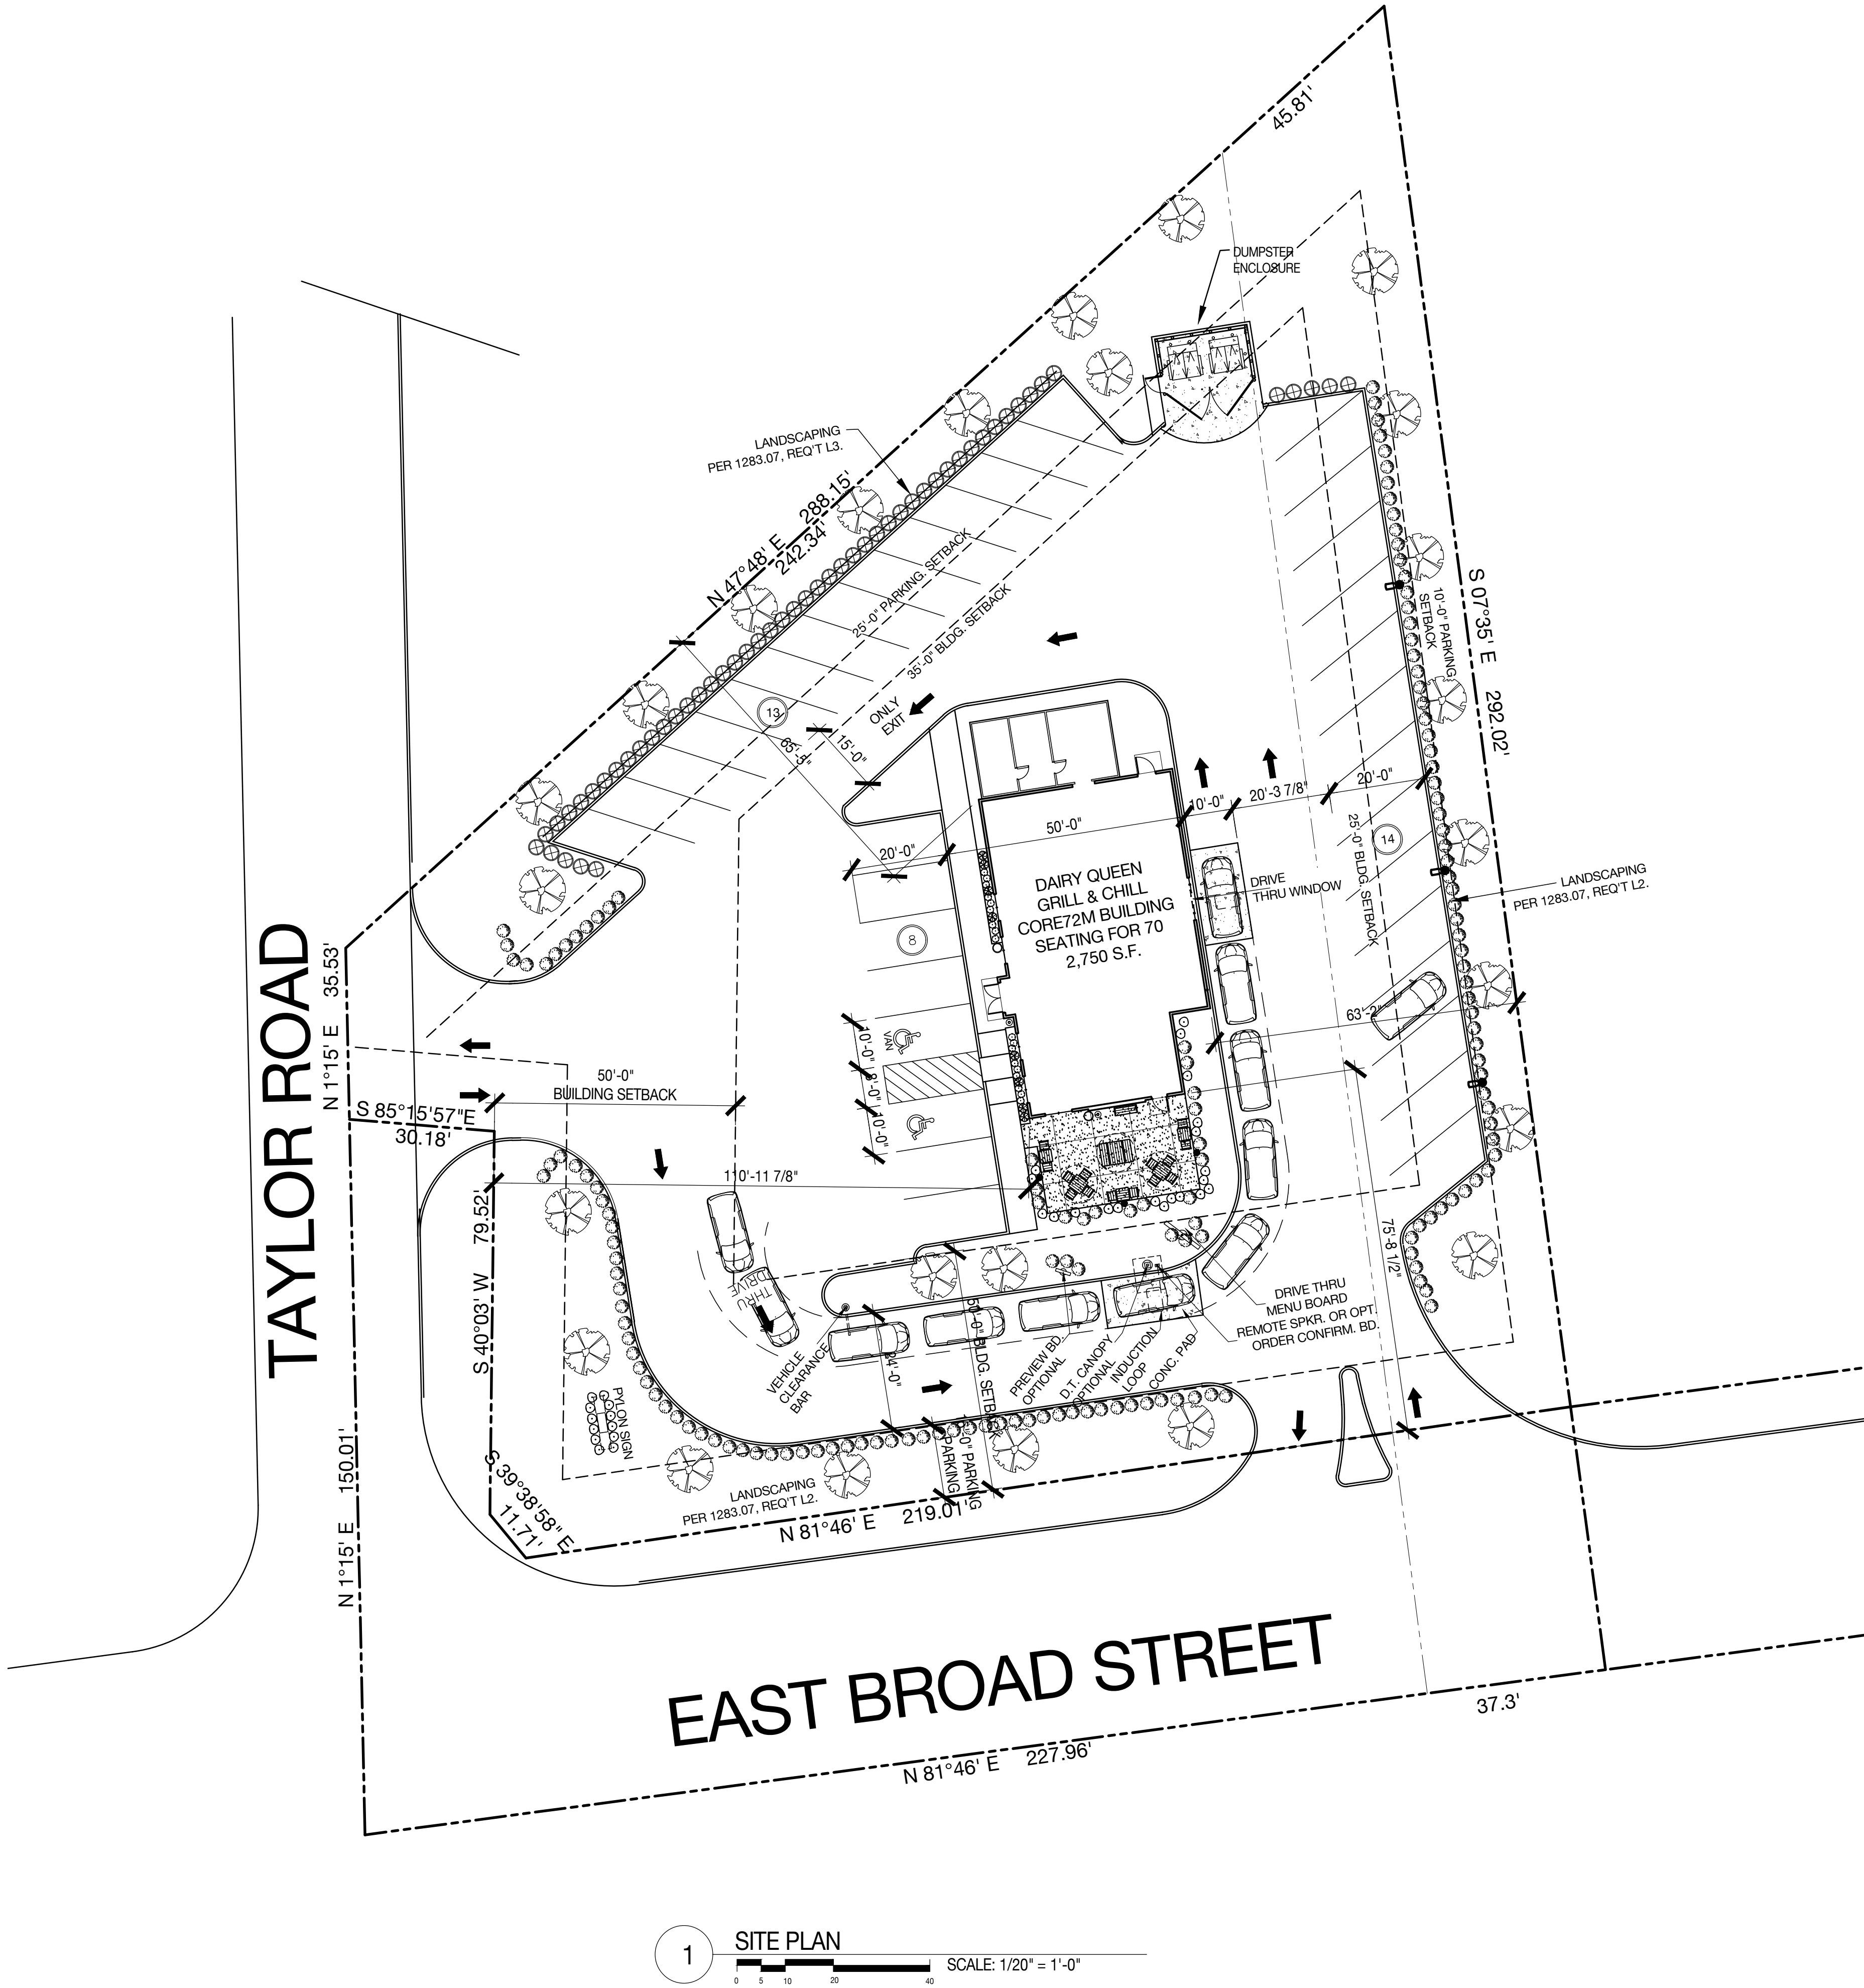 45.81'
DUMPSTER
ENCLOSURE
LANDSCAPING
PER 1283.07, REQ'T L3.
N 47°48' E 288.15'
242.34'
25'-0" PARKING. SETBACK
35'-0" BLDG. SETBACK
10'-0" PARKING
SETBACK
S 07°35' E 292.02'
ONLY
EXIT
13
65'-5"
15'-0"
20'-0"
50'-0"
10'-0"
20'-3 7/8"
20'-0"
14
25'-0" BLDG. SETBACK
DAIRY QUEEN
GRILL & CHILL
CORE72M BUILDING
SEATING FOR 70
2,750 S.F.
DRIVE
THRU WINDOW
LANDSCAPING
PER 1283.07, REQ'T L2.
8
63'-2"
TAYLOR ROAD
N 1°15' E 35.53'
VAN
10'-0"
8'-0"
10'-0"
50'-0"
BUILDING SETBACK
S 85°15'57"E
30.18'
110'-11 7/8"
S 40°03' W 79.52'
75'-8 1/2"
DRIVE
THRU
DRIVE THRU
MENU BOARD
REMOTE SPKR. OR OPT.
ORDER CONFIRM. BD.
VEHICLE
CLEARANCE
BAR
24'-0"
50'-0" BLDG. SETBACK
PREVIEW BD.
OPTIONAL
D.T. CANOPY
OPTIONAL
INDUCTION
LOOP
CONC. PAD
PYLON SIGN
PARKING
10'-0" PARKING
LANDSCAPING
PER 1283.07, REQ'T L2.
S 39°38'58" E
11.71'
N 81°46' E 219.01'
N 1°15' E 150.01'
EAST BROAD STREET
37.3'
N 81°46' E 227.96'
1
SITE PLAN
SCALE: 1/20" = 1'-0"
0 5 10 20 40